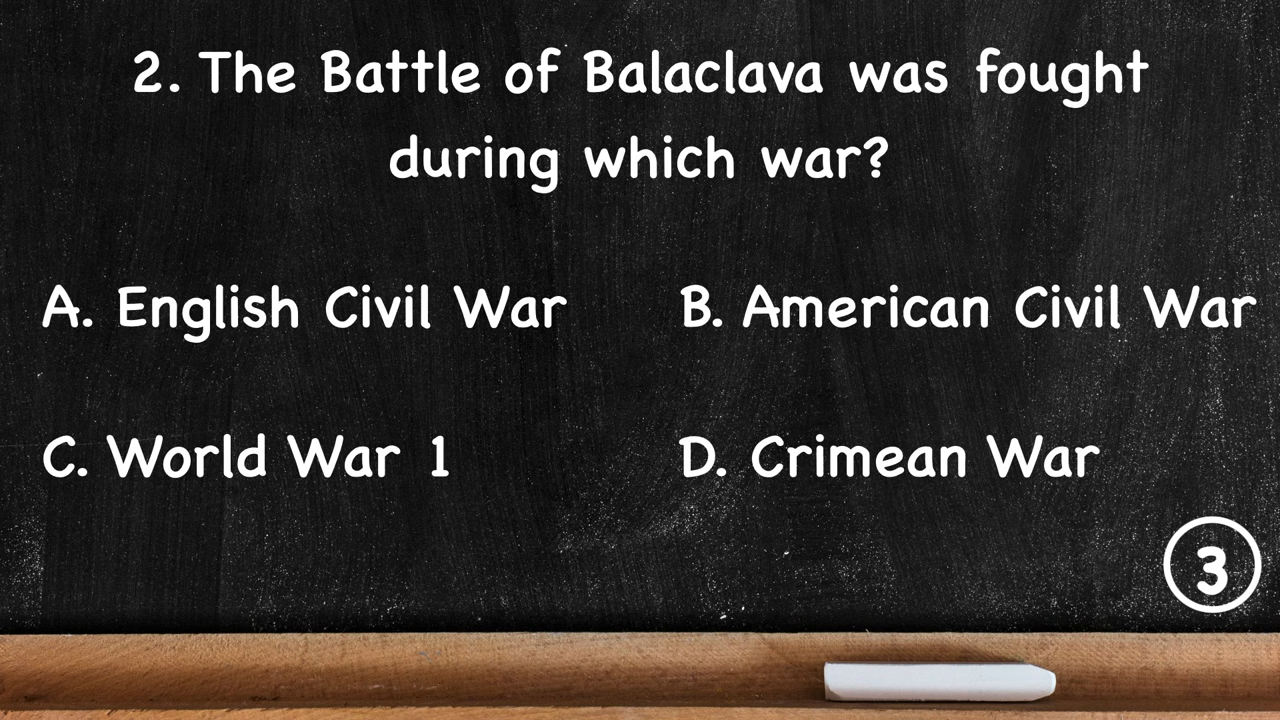 2. The Battle of Balaclava was fought
during which war?
A. English Civil War
B. American Civil War
C. World War 1
D. Crimean War
3